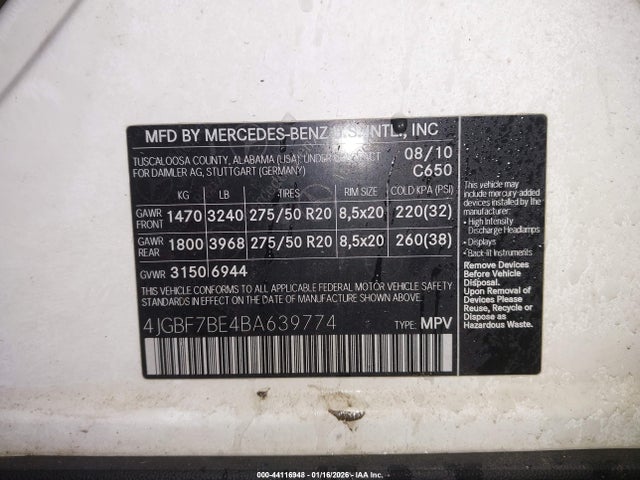 MFD BY MERCEDES-BENZ U.S. INTL., INC
TUSCALOOSA COUNTY, ALABAMA (USA); UNDER CONTRACT 08/10
FOR DAIMLER AG, STUTTGART (GERMANY) C650
KG LB TIRES RIM SIZE COLD KPA (PSI)
GAWR FRONT 1470 3240 275/50 R20 8,5x20 220(32)
GAWR REAR 1800 3968 275/50 R20 8,5x20 260(38)
GVWR 3150 6944
THIS VEHICLE CONFORMS TO ALL APPLICABLE FEDERAL MOTOR VEHICLE SAFETY
STANDARDS IN EFFECT ON THE DATE OF MANUFACTURE SHOWN ABOVE.
4JGBF7BE4BA639774 TYPE: MPV
This vehicle may
include mercury-added
devices installed by the
manufacturer:
• High Intensity
Discharge Headlamps
• Displays
• Back-lit Instruments
Remove Devices
Before Vehicle
Disposal.
Upon Removal of
Devices Please
Reuse, Recycle or
Dispose as
Hazardous Waste.
000-44116948 - 01/16/2026 - IAA Inc.